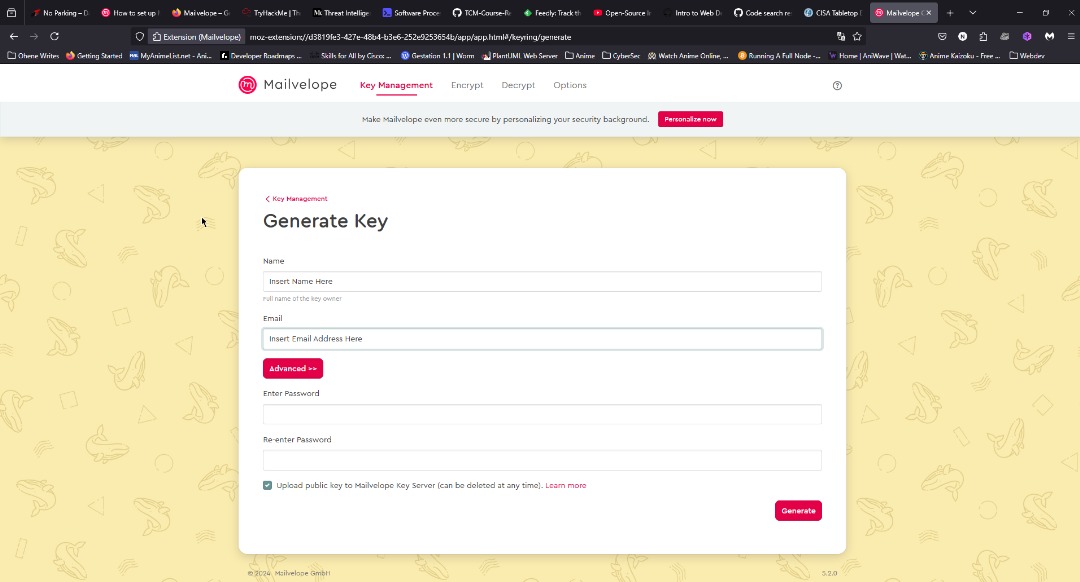 No Parking – D
How to set up
Mailvelope – G
TryHackMe | Th
Threat Intellige
Software Proce
TCM-Course-R
Feedly: Track th
Open-Source I
Intro to Web D
Code search re
CISA Tabletop E
Mailvelope
Extension (Mailvelope)
moz-extension://d3819fe3-427e-48b4-b3e6-252e9253654b/app/app.html#/keyring/generate
Otene Writes
Getting Started
MyAnimeList.net - Ani...
Developer Roadmaps ...
Skills for All by Cisco ...
Gestation 1.1 | Worm
PlantUML Web Server
Anime
CyberSec
Watch Anime Online, ...
Running A Full Node -...
Home | AniWave | Wat...
Anime Kaizoku - Free ...
Webdev
Mailvelope
Key Management
Encrypt
Decrypt
Options
Make Mailvelope even more secure by personalizing your security background.
Personalize now
Key Management
Generate Key
Name
Insert Name Here
Full name of the key owner
Email
Insert Email Address Here
Advanced >>
Enter Password
Re-enter Password
Upload public key to Mailvelope Key Server (can be deleted at any time). Learn more
Generate
© 2024 Mailvelope GmbH
5.2.0